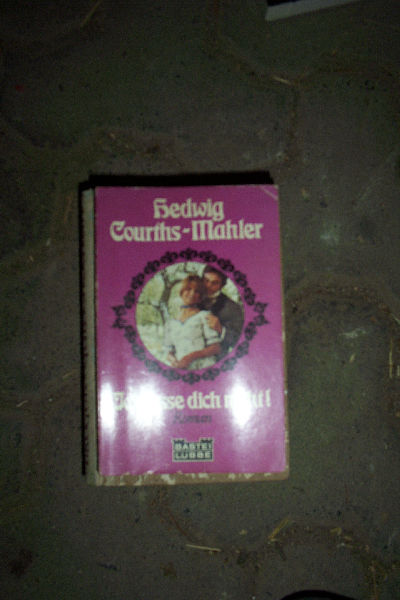 Hedwig
Courths-Mahler
dich
Roman
BASTEI
LÜBBE